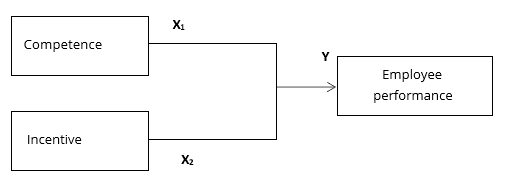 X₁
Competence
Y
Employee
performance
Incentive
X₂